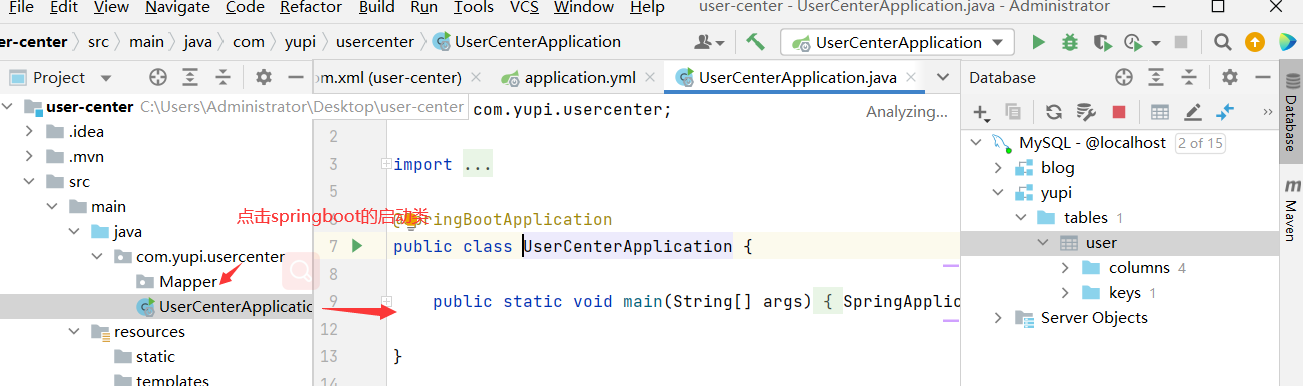 File Edit View Navigate Code Refactor Build Run Tools VCS Window Help user-center - UserCenterApplication.java - Administrator
er-center src main java com yupi usercenter UserCenterApplication UserCenterApplication
Project om.xml (user-center) application.yml UserCenterApplication.java Database
user-center C:\Users\Administrator\Desktop\user-center com.yupi.usercenter; Analyzing...
.idea 2 MySQL - @localhost 2 of 15
.mvn 3 import ... blog
src 5 yupi
main tables 1
点击springboot的启动类
@SpringBootApplication
java 7 public class UserCenterApplication { user
com.yupi.usercenter 8 columns 4
Mapper keys 1
UserCenterApplication 9 public static void main(String[] args) { SpringApplic
Server Objects
resources 12
static 13 }
templates
Database
Maven